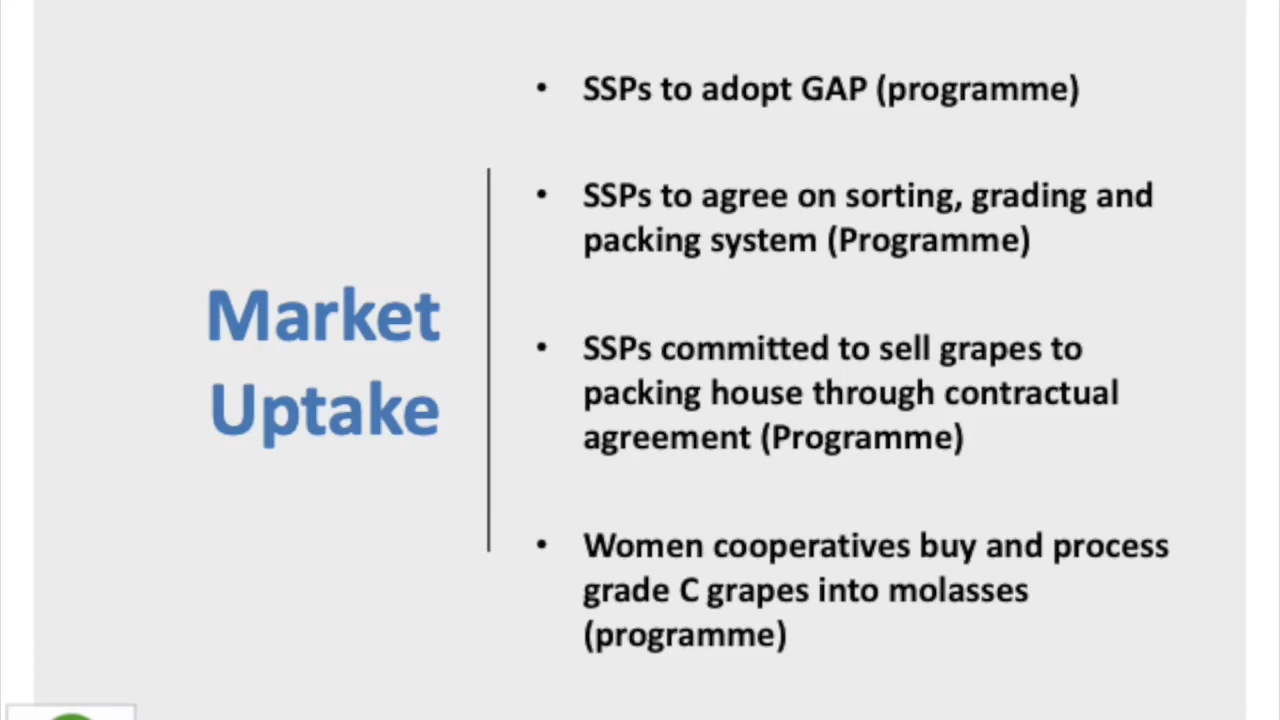 Market
Uptake
• SSPs to adopt GAP (programme)
• SSPs to agree on sorting, grading and
packing system (Programme)
• SSPs committed to sell grapes to
packing house through contractual
agreement (Programme)
• Women cooperatives buy and process
grade C grapes into molasses
(programme)